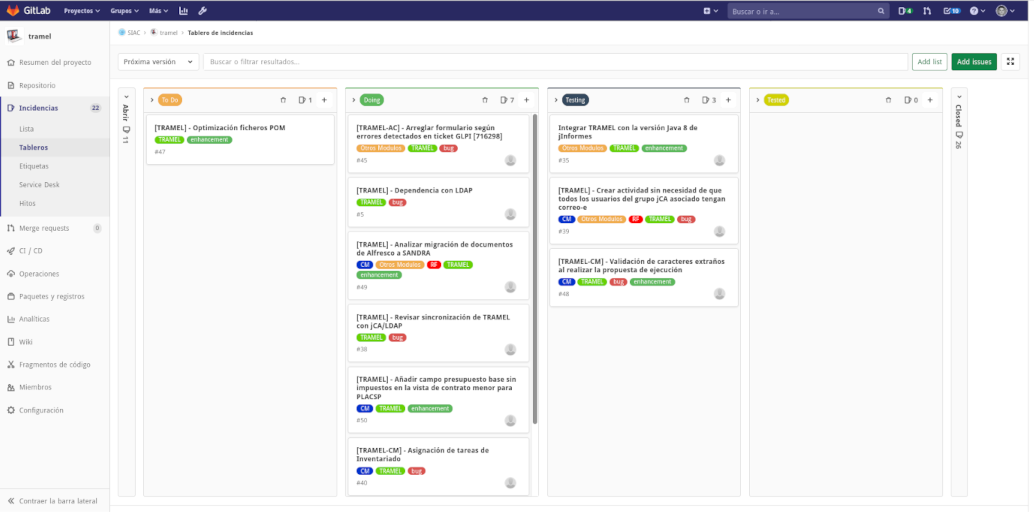 GitLab Proyectos Grupos Más Buscar o ir a... 4 10
tramel
SIAC > tramel > Tablero de incidencias
Resumen del proyecto
Repositorio
Incidencias 22
Lista
Tableros
Etiquetas
Service Desk
Hitos
Merge requests 0
CI / CD
Operaciones
Paquetes y registros
Analíticas
Wiki
Fragmentos de código
Miembros
Configuración
Contraer la barra lateral
Próxima versión Buscar o filtrar resultados... Add list Add issues
Abrir 11
To Do 1
[TRAMEL] - Optimización ficheros POM
TRAMEL enhancement
#47
Doing 7
[TRAMEL-AC] - Arreglar formulario según
errores detectados en ticket GLPI [716298]
Otros Modulos TRAMEL bug
#45
[TRAMEL] - Dependencia con LDAP
TRAMEL bug
#5
[TRAMEL] - Analizar migración de documentos
de Alfresco a SANDRA
CM Otros Modulos RF TRAMEL
enhancement
#49
[TRAMEL] - Revisar sincronización de TRAMEL
con jCA/LDAP
TRAMEL bug
#38
[TRAMEL] - Añadir campo presupuesto base sin
impuestos en la vista de contrato menor para
PLACSP
CM TRAMEL enhancement
#50
[TRAMEL-CM] - Asignación de tareas de
Inventariado
CM TRAMEL bug
#40
Testing 3
Integrar TRAMEL con la versión Java 8 de
jInformes
Otros Modulos TRAMEL enhancement
#35
[TRAMEL] - Crear actividad sin necesidad de que
todos los usuarios del grupo jCA asociado tengan
correo-e
CM Otros Modulos RF TRAMEL bug
#39
[TRAMEL-CM] - Validación de caracteres extraños
al realizar la propuesta de ejecución
CM TRAMEL bug enhancement
#48
Tested 0
Closed 26